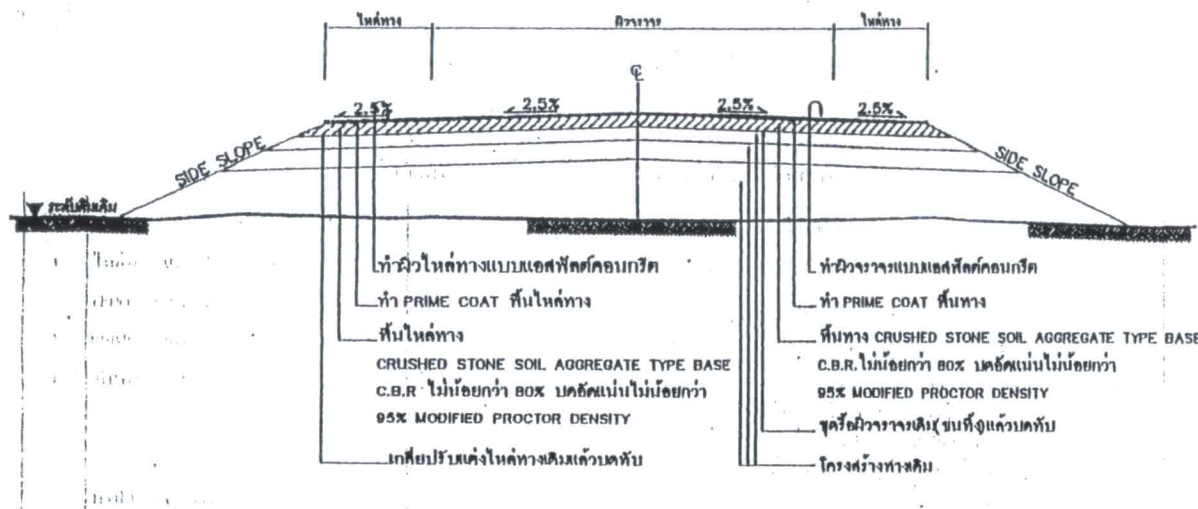 ไหล่ทาง
ผิวจราจร
ไหล่ทาง
℄
2.5%
2.5%
2.5%
2.5%
SIDE SLOPE
SIDE SLOPE
ระดับดินเดิม
ทำผิวไหล่ทางแบบแอสฟัลต์คอนกรีต
ทำ PRIME COAT พื้นไหล่ทาง
พื้นไหล่ทาง
CRUSHED STONE SOIL AGGREGATE TYPE BASE
C.B.R ไม่น้อยกว่า 80% บดอัดแน่นไม่น้อยกว่า
95% MODIFIED PROCTOR DENSITY
เกลี่ยปรับแต่งไหล่ทางเดิมแล้วบดทับ
ทำผิวจราจรแบบแอสฟัลต์คอนกรีต
ทำ PRIME COAT พื้นทาง
พื้นทาง CRUSHED STONE SOIL AGGREGATE TYPE BASE
C.B.R. ไม่น้อยกว่า 80% บดอัดแน่นไม่น้อยกว่า
95% MODIFIED PROCTOR DENSITY
ขุดรื้อผิวจราจรเดิม(ขนทิ้ง)แล้วบดทับ
โครงสร้างทางเดิม